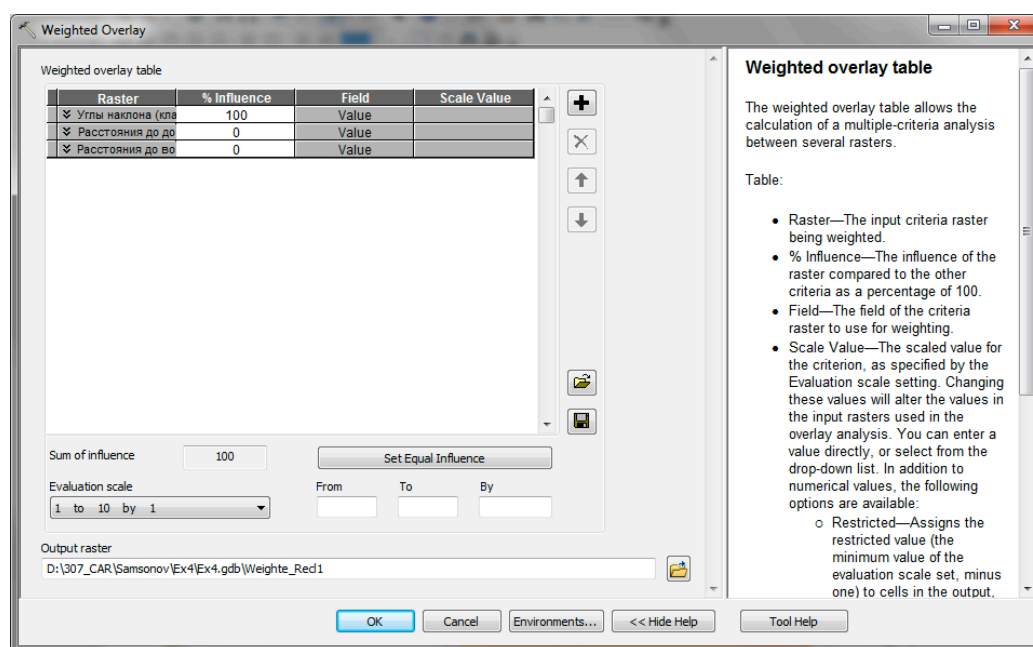 Weighted Overlay
Weighted overlay table
Raster % Influence Field Scale Value
Углы наклона (кла 100 Value
Расстояния до до 0 Value
Расстояния до во 0 Value
Sum of influence 100 Set Equal Influence
Evaluation scale From To By
1 to 10 by 1
Output raster
D:\307_CAR\Samsonov\Ex4\Ex4.gdb\Weighte_Recl1
OK Cancel Environments... << Hide Help Tool Help
Weighted overlay table
The weighted overlay table allows the
calculation of a multiple-criteria analysis
between several rasters.
Table:
• Raster—The input criteria raster
being weighted.
• % Influence—The influence of the
raster compared to the other
criteria as a percentage of 100.
• Field—The field of the criteria
raster to use for weighting.
• Scale Value—The scaled value for
the criterion, as specified by the
Evaluation scale setting. Changing
these values will alter the values in
the input rasters used in the
overlay analysis. You can enter a
value directly, or select from the
drop-down list. In addition to
numerical values, the following
options are available:
o Restricted—Assigns the
restricted value (the
minimum value of the
evaluation scale set, minus
one) to cells in the output,